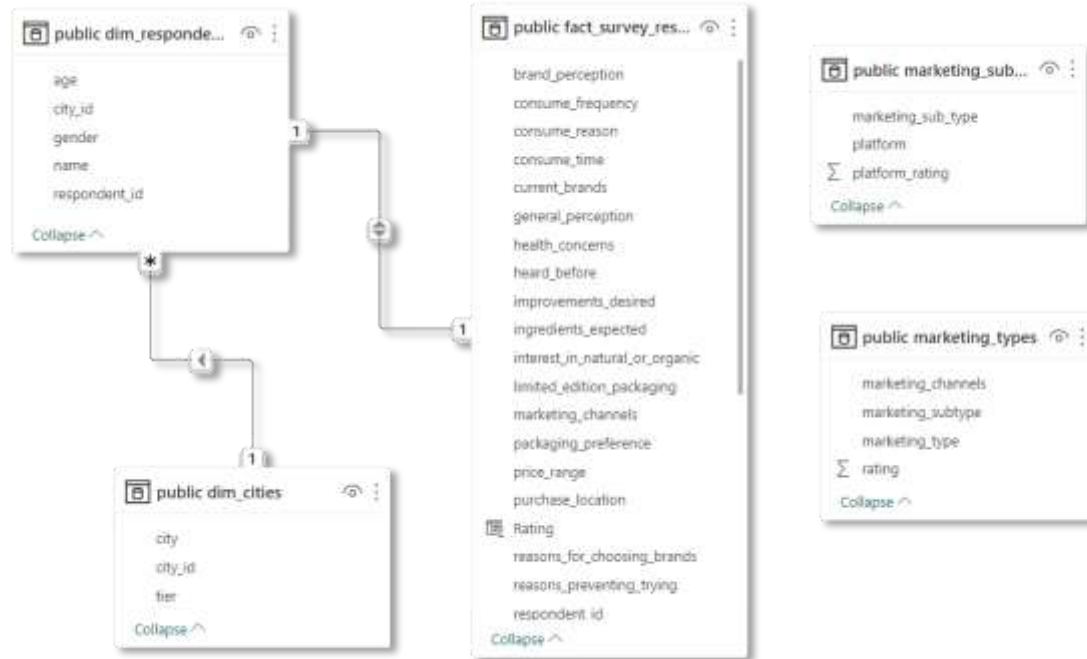 public dim_responde...
age
city_id
gender
name
respondent_id
Collapse
1
*
1
1
public dim_cities
city
city_id
tier
Collapse
public fact_survey_res...
brand_perception
consume_frequency
consume_reason
consume_time
current_brands
general_perception
health_concerns
heard_before
improvements_desired
ingredients_expected
interest_in_natural_or_organic
limited_edition_packaging
marketing_channels
packaging_preference
price_range
purchase_location
Rating
reasons_for_choosing_brands
reasons_preventing_trying
respondent_id
Collapse
public marketing_sub...
marketing_sub_type
platform
∑ platform_rating
Collapse
public marketing_types
marketing_channels
marketing_subtype
marketing_type
∑ rating
Collapse